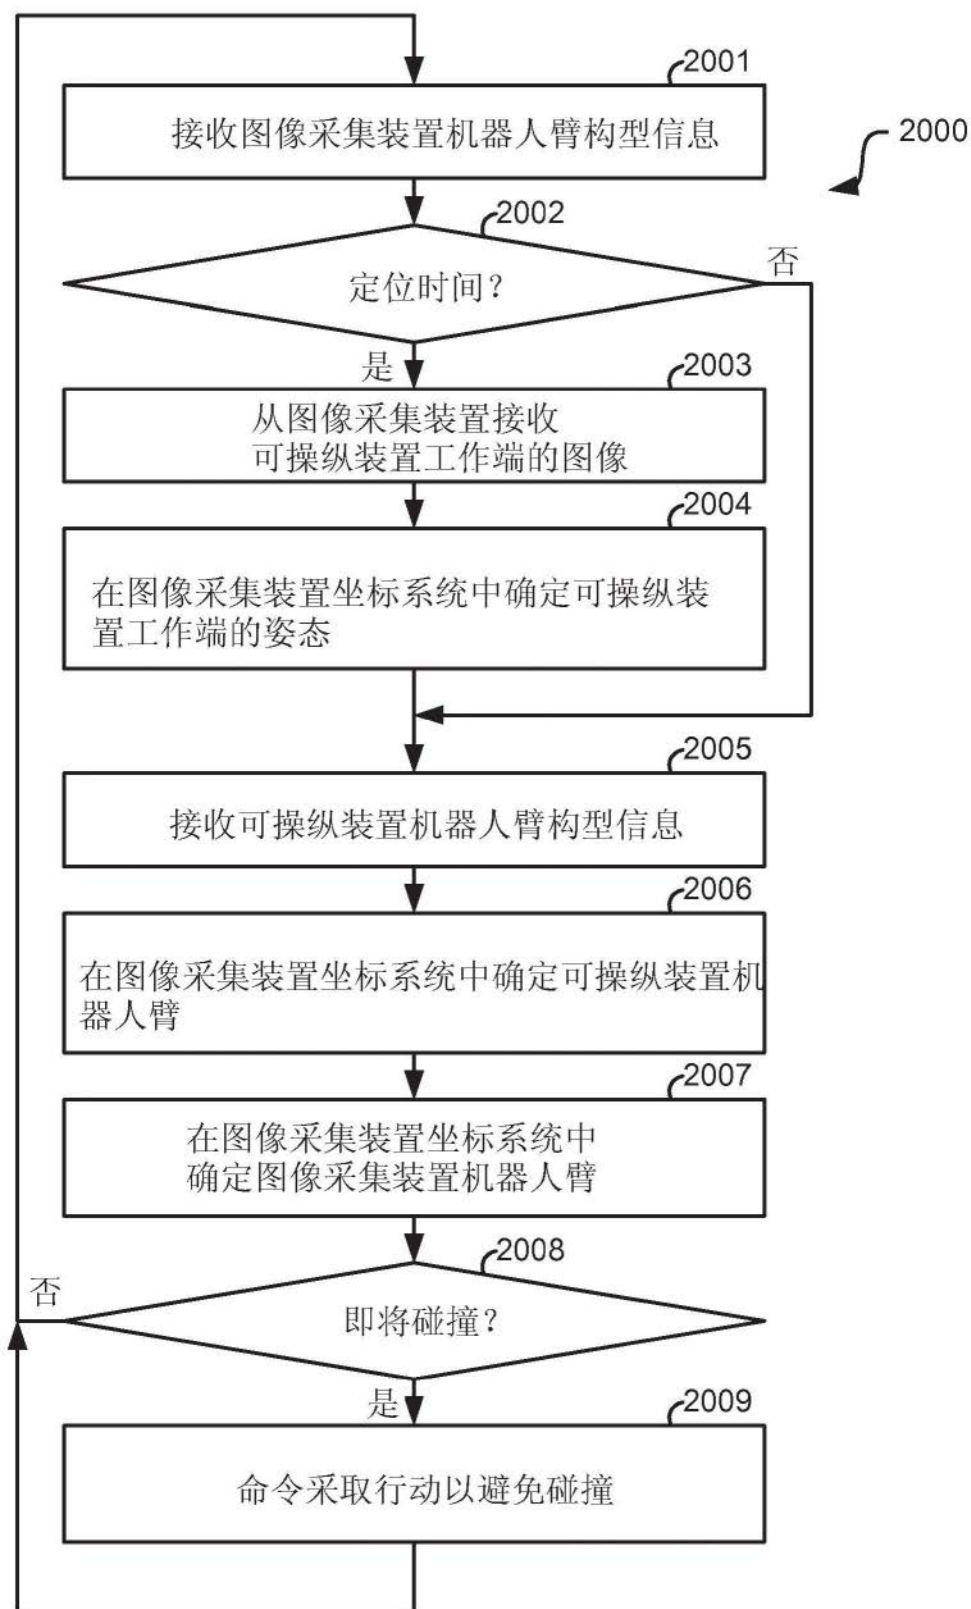 2001
接收图像采集装置机器人臂构型信息
2000
2002
定位时间？
否
是
2003
从图像采集装置接收
可操纵装置工作端的图像
2004
在图像采集装置坐标系统中确定可操纵装
置工作端的姿态
2005
接收可操纵装置机器人臂构型信息
2006
在图像采集装置坐标系统中确定可操纵装置机
器人臂
2007
在图像采集装置坐标系统中
确定图像采集装置机器人臂
2008
否
即将碰撞？
是
2009
命令采取行动以避免碰撞